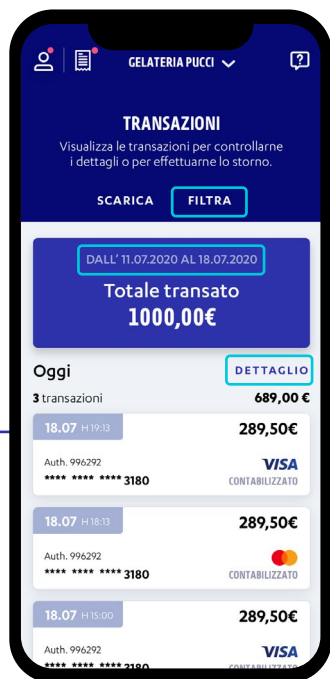 GELATERIA PUCCI
TRANSAZIONI
Visualizza le transazioni per controllarne
i dettagli o per effettuarne lo storno.
SCARICA FILTRA
DALL' 11.07.2020 AL 18.07.2020
Totale transato
1000,00€
Oggi DETTAGLIO
3 transazioni 689,00 €
18.07 H 19:13 289,50€
Auth. 996292 VISA
**** **** **** 3180 CONTABILIZZATO
18.07 H 18:13 289,50€
Auth. 996292
**** **** **** 3180 CONTABILIZZATO
18.07 H 15:00 289,50€
Auth. 996292 VISA
**** **** **** 3180 CONTABILIZZATO